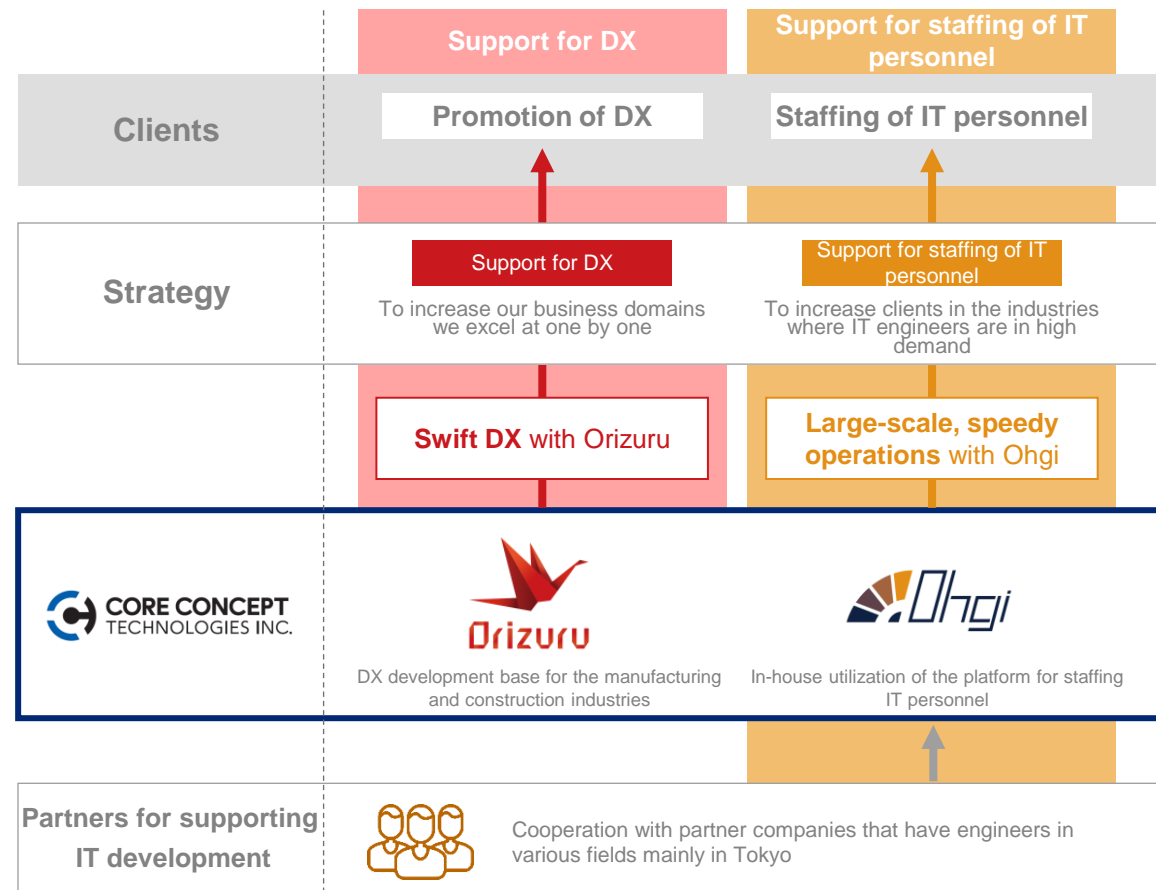 Support for DX
Support for staffing of IT
personnel
Clients
Promotion of DX
Staffing of IT personnel
Strategy
Support for DX
To increase our business domains
we excel at one by one
Support for staffing of IT
personnel
To increase clients in the industries
where IT engineers are in high
demand
Swift DX with Orizuru
Large-scale, speedy
operations with Ohgi
CORE CONCEPT
TECHNOLOGIES INC.
Orizuru
DX development base for the manufacturing
and construction industries
Ohgi
In-house utilization of the platform for staffing
IT personnel
Partners for supporting
IT development
Cooperation with partner companies that have engineers in
various fields mainly in Tokyo